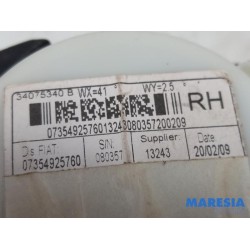 34075340 B WX=41 WY=2.5
RH
07354925760132430803572002​09
Dis FIAT S/N. Supplier Date
07354925760 080357 13243 20/02/09
MARESIA